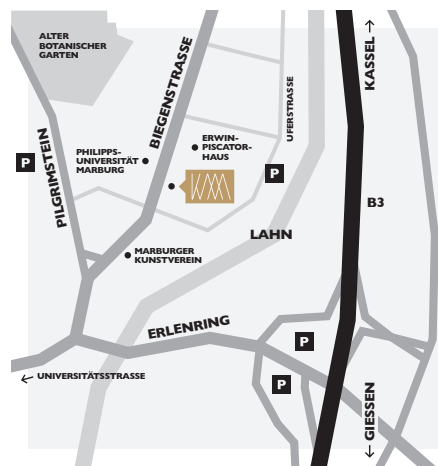 ALTER
BOTANISCHER
GARTEN
BIEGENSTRASSE
KASSEL →
UFERSTRASSE
ERWIN-
PISCATOR-
HAUS
PHILIPPS-
UNIVERSITÄT
MARBURG
P
PILGRIMSTEIN
P
B3
LAHN
MARBURGER
KUNSTVEREIN
ERLENRING
P
P
← UNIVERSITÄTSSTRASSE
← GIESSEN